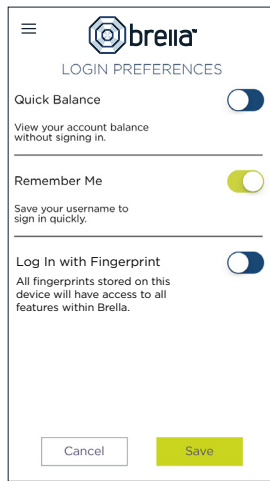 brella
LOGIN PREFERENCES
Quick Balance
View your account balance
without signing in.
Remember Me
Save your username to
sign in quickly.
Log In with Fingerprint
All fingerprints stored on this
device will have access to all
features within Brella.
Cancel
Save